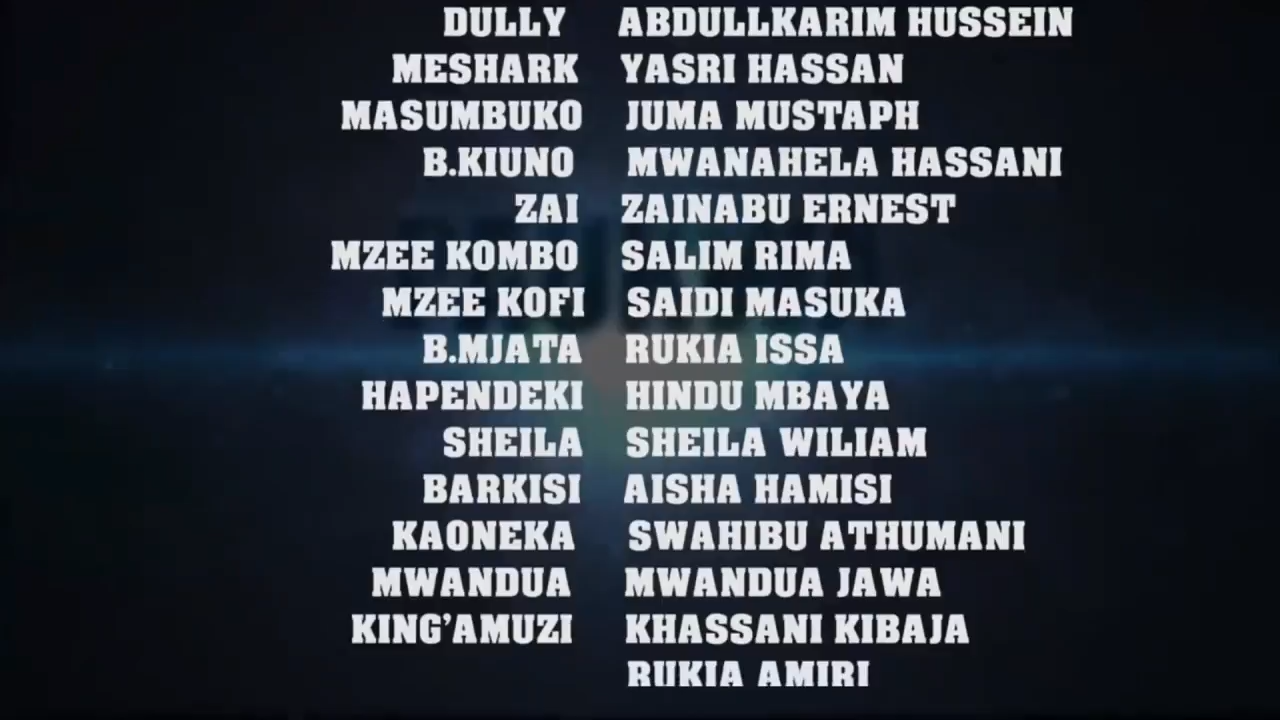 DULLY ABDULLKARIM HUSSEIN
MESHARK YASRI HASSAN
MASUMBUKO JUMA MUSTAPH
B.KIUNO MWANAHELA HASSANI
ZAI ZAINABU ERNEST
MZEE KOMBO SALIM RIMA
MZEE KOFI SAIDI MASUKA
B.MJATA RUKIA ISSA
HAPENDEKI HINDU MBAYA
SHEILA SHEILA WILIAM
BARKISI AISHA HAMISI
KAONEKA SWAHIBU ATHUMANI
MWANDUA MWANDUA JAWA
KING’AMUZI KHASSANI KIBAJA
RUKIA AMIRI